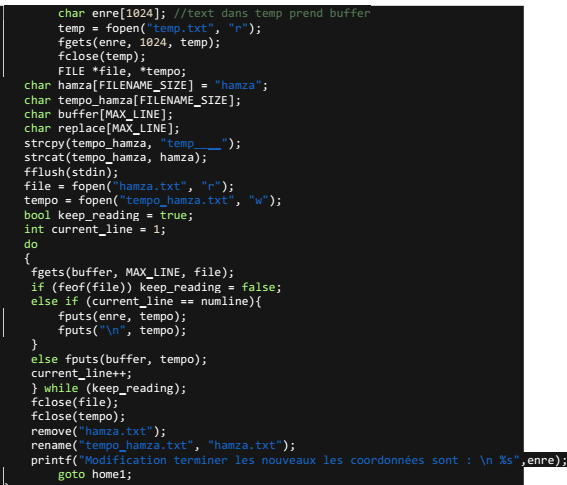 char enre[1024]; //text dans temp prend buffer
temp = fopen("temp.txt", "r");
fgets(enre, 1024, temp);
fclose(temp);
FILE *file, *tempo;
char hamza[FILENAME_SIZE] = "hamza";
char tempo_hamza[FILENAME_SIZE];
char buffer[MAX_LINE];
char replace[MAX_LINE];
strcpy(tempo_hamza, "temp____");
strcat(tempo_hamza, hamza);
fflush(stdin);
file = fopen("hamza.txt", "r");
tempo = fopen("tempo_hamza.txt", "w");
bool keep_reading = true;
int current_line = 1;
do
{
fgets(buffer, MAX_LINE, file);
if (feof(file)) keep_reading = false;
else if (current_line == numline){
fputs(enre, tempo);
fputs("\n", tempo);
}
else fputs(buffer, tempo);
current_line++;
} while (keep_reading);
fclose(file);
fclose(tempo);
remove("hamza.txt");
rename("tempo_hamza.txt", "hamza.txt");
printf("Modification terminer les nouveaux les coordonnées sont : \n %s",enre);
goto home1;